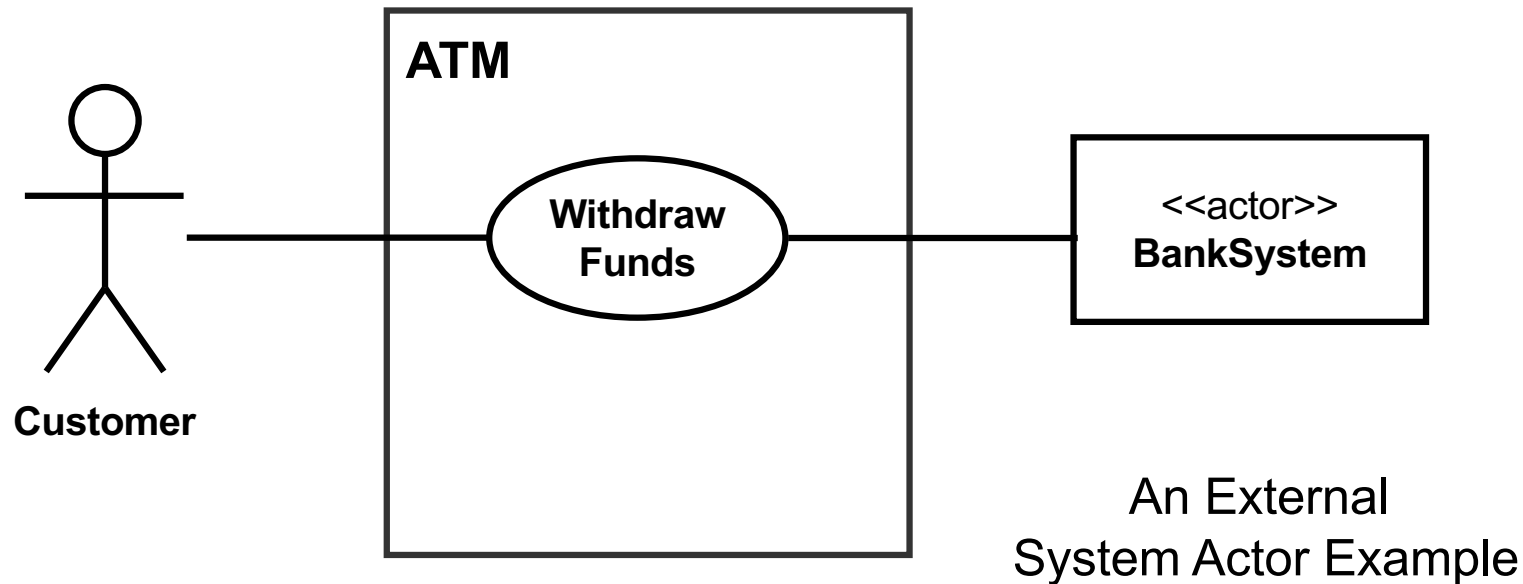 ATM
Customer
Withdraw
Funds
<<actor>>
BankSystem
An External
System Actor Example